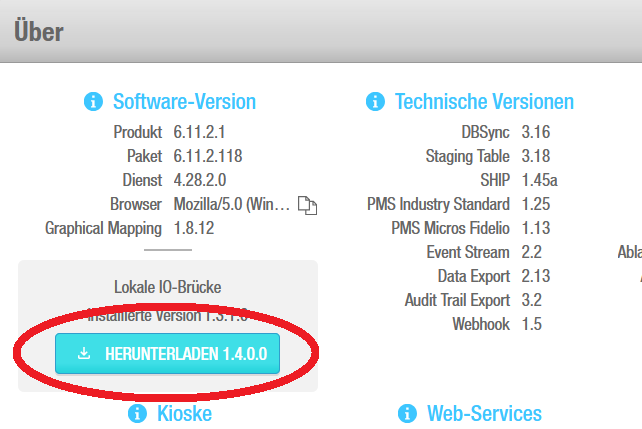 Über
Software-Version
Produkt 6.11.2.1
Paket 6.11.2.118
Dienst 4.28.2.0
Browser Mozilla/5.0 (Win...
Graphical Mapping 1.8.12
Lokale IO-Brücke
Installierte Version 1.3.1.0
HERUNTERLADEN 1.4.0.0
Kioske
Technische Versionen
DBSync 3.16
Staging Table 3.18
SHIP 1.45a
PMS Industry Standard 1.25
PMS Micros Fidelio 1.13
Event Stream 2.2
Data Export 2.13
Audit Trail Export 3.2
Webhook 1.5
Web-Services